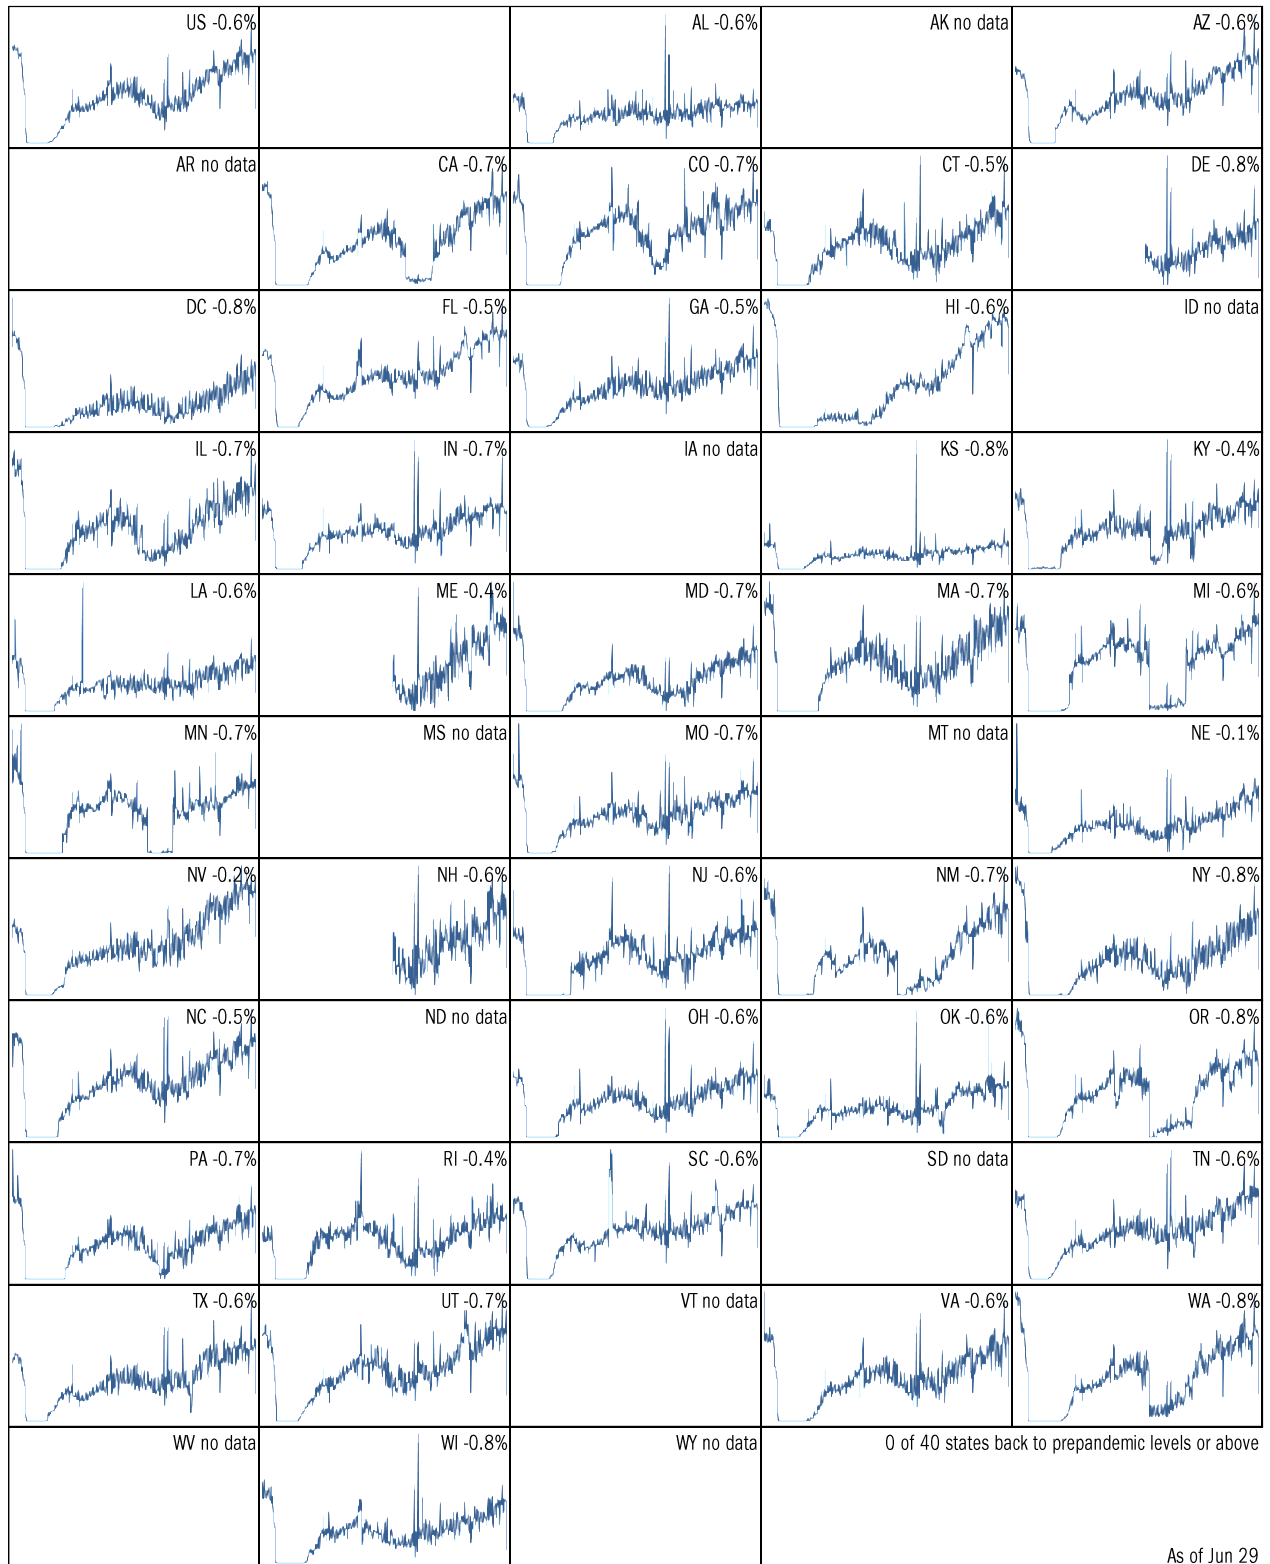 US -0.6%
AL -0.6%
AK no data
AZ -0.6%
AR no data
CA -0.7%
CO -0.7%
CT -0.5%
DE -0.8%
DC -0.8%
FL -0.5%
GA -0.5%
HI -0.6%
ID no data
IL -0.7%
IN -0.7%
IA no data
KS -0.8%
KY -0.4%
LA -0.6%
ME -0.4%
MD -0.7%
MA -0.7%
MI -0.6%
MN -0.7%
MS no data
MO -0.7%
MT no data
NE -0.1%
NV -0.2%
NH -0.6%
NJ -0.6%
NM -0.7%
NY -0.8%
NC -0.5%
ND no data
OH -0.6%
OK -0.6%
OR -0.8%
PA -0.7%
RI -0.4%
SC -0.6%
SD no data
TN -0.6%
TX -0.6%
UT -0.7%
VT no data
VA -0.6%
WA -0.8%
WV no data
WI -0.8%
WY no data
0 of 40 states back to prepandemic levels or above
As of Jun 29